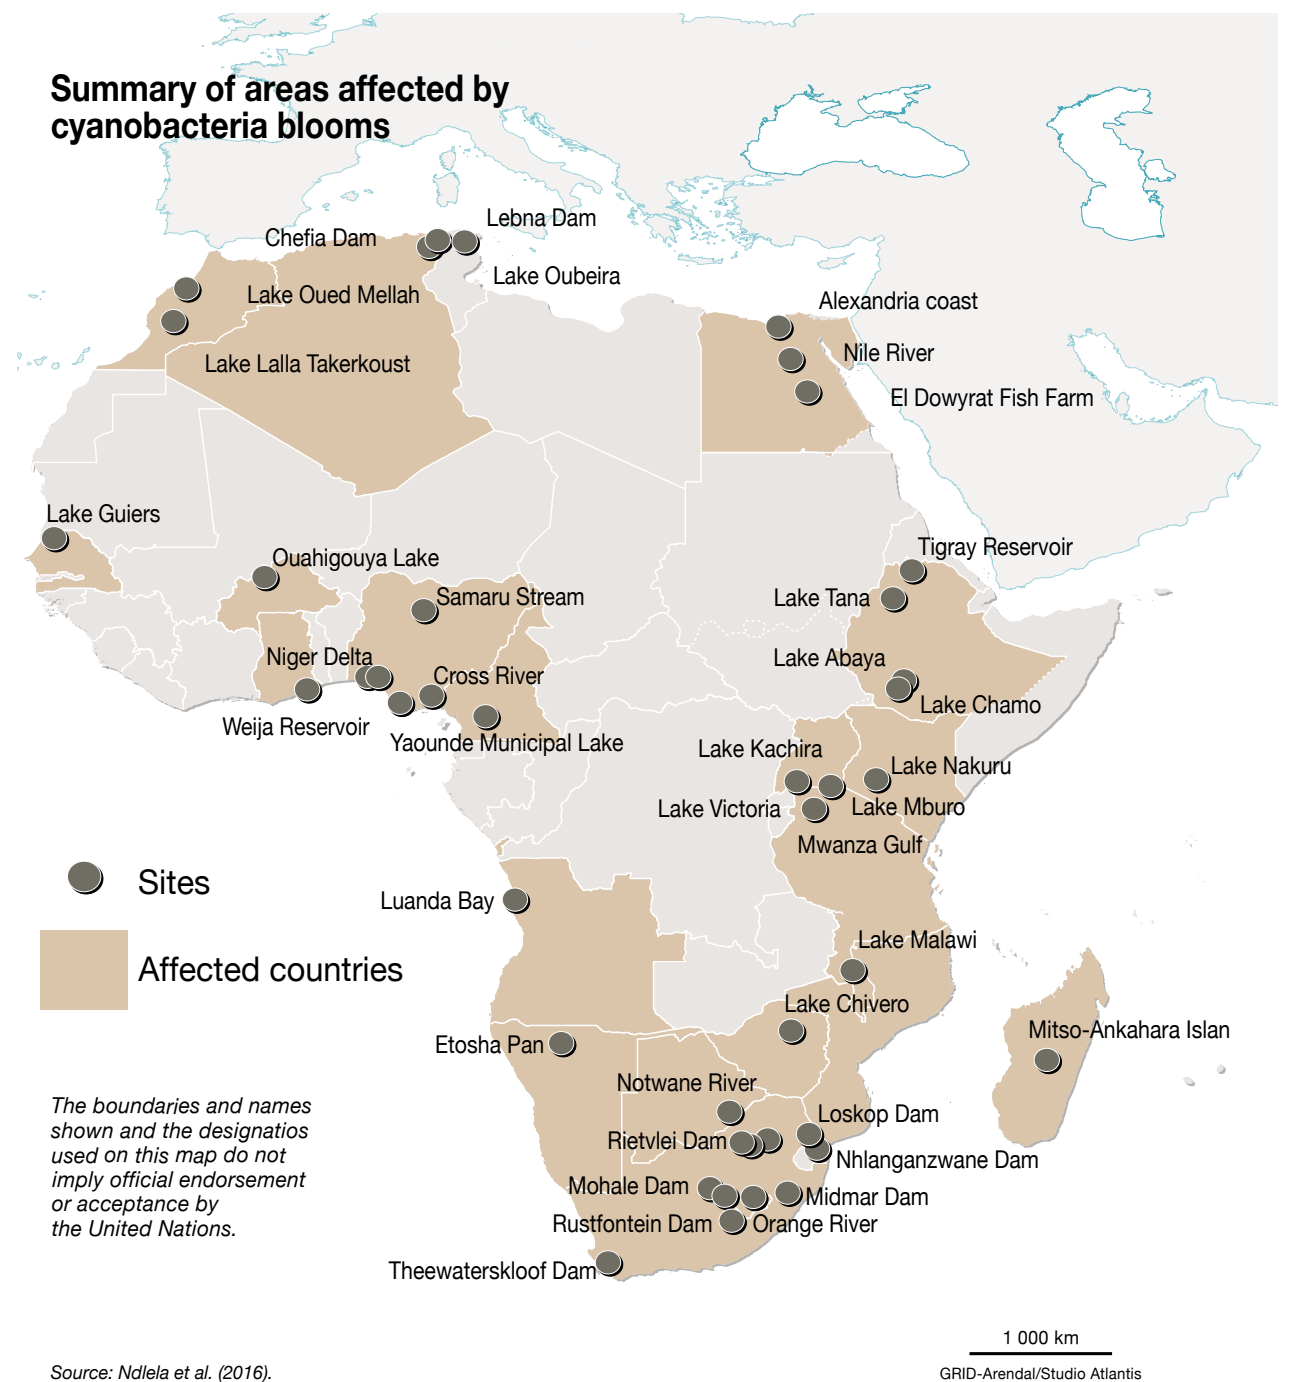 Summary of areas affected by
cyanobacteria blooms
Lebna Dam
Chefia Dam
Lake Oubeira
Lake Oued Mellah
Alexandria coast
Nile River
Lake Lalla Takerkoust
El Dowyrat Fish Farm
Lake Guiers
Tigray Reservoir
Ouahigouya Lake
Samaru Stream
Lake Tana
Niger Delta
Lake Abaya
Cross River
Lake Chamo
Weija Reservoir
Yaounde Municipal Lake
Lake Kachira
Lake Nakuru
Lake Victoria
Lake Mburo
Mwanza Gulf
Sites
Luanda Bay
Lake Malawi
Affected countries
Lake Chivero
Mitso-Ankahara Islan
Etosha Pan
Notwane River
The boundaries and names
shown and the designatios
used on this map do not
imply official endorsement
or acceptance by
the United Nations.
Loskop Dam
Rietvlei Dam
Nhlanganzwane Dam
Mohale Dam
Midmar Dam
Rustfontein Dam
Orange River
Theewaterskloof Dam
1 000 km
Source: Ndlela et al. (2016).
GRID-Arendal/Studio Atlantis